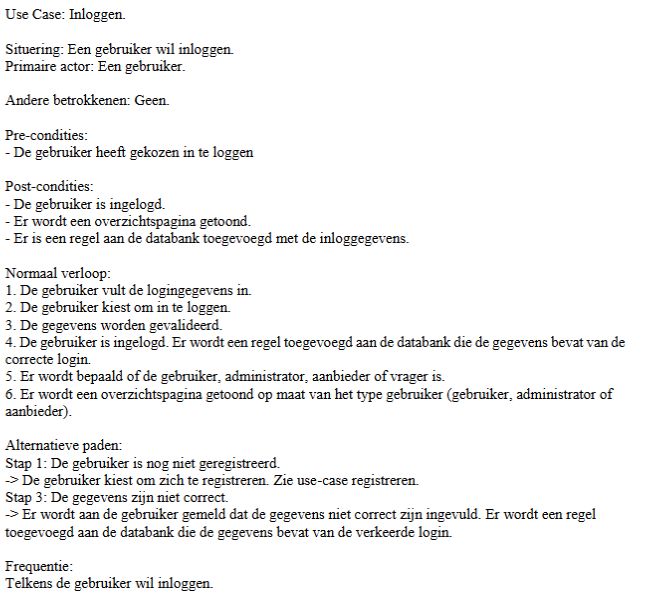 Use Case: Inloggen.
Situering: Een gebruiker wil inloggen.
Primaire actor: Een gebruiker.
Andere betrokkenen: Geen.
Pre-condities:
- De gebruiker heeft gekozen in te loggen
Post-condities:
- De gebruiker is ingelogd.
- Er wordt een overzichtspagina getoond.
- Er is een regel aan de databank toegevoegd met de inloggegevens.
Normaal verloop:
1. De gebruiker vult de logingegevens in.
2. De gebruiker kiest om in te loggen.
3. De gegevens worden gevalideerd.
4. De gebruiker is ingelogd. Er wordt een regel toegevoegd aan de databank die de gegevens bevat van de
correcte login.
5. Er wordt bepaald of de gebruiker, administrator, aanbieder of vrager is.
6. Er wordt een overzichtspagina getoond op maat van het type gebruiker (gebruiker, administrator of
aanbieder).
Alternatieve paden:
Stap 1: De gebruiker is nog niet geregistreerd.
-> De gebruiker kiest om zich te registreren. Zie use-case registreren.
Stap 3: De gegevens zijn niet correct.
-> Er wordt aan de gebruiker gemeld dat de gegevens niet correct zijn ingevuld. Er wordt een regel
toegevoegd aan de databank die de gegevens bevat van de verkeerde login.
Frequentie:
Telkens de gebruiker wil inloggen.